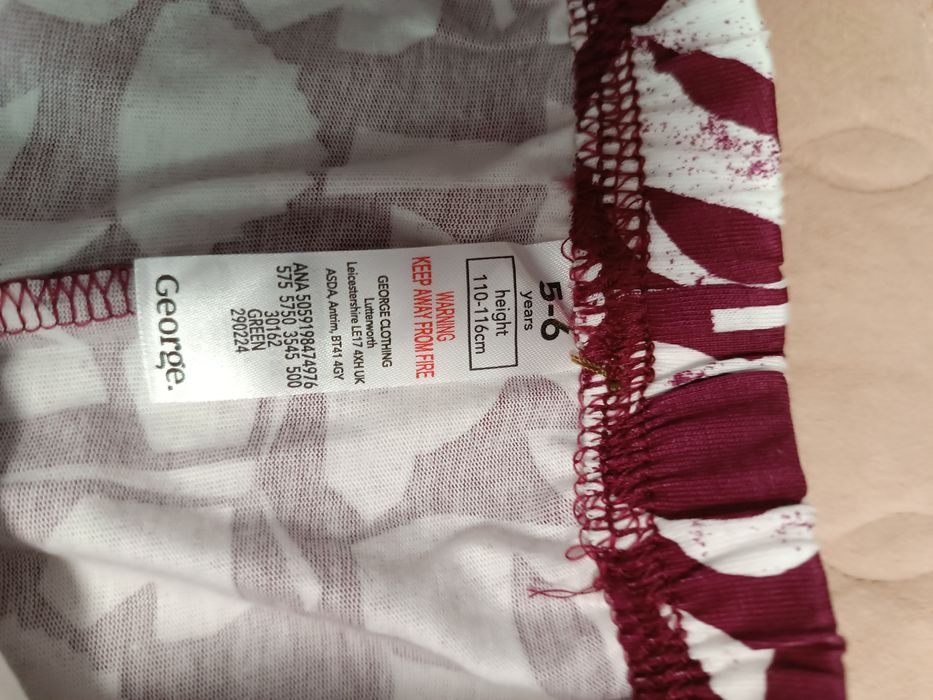 5-6
years
height
110-116cm
WARNING
KEEP AWAY FROM FIRE
GEORGE CLOTHING
Lutterworth
Leicestershire LE17 4XH UK
ASDA, Antrim, BT41 4GY
ANA 5059198474976
575 5750 3545 500
30162
GREEN
290224
George.